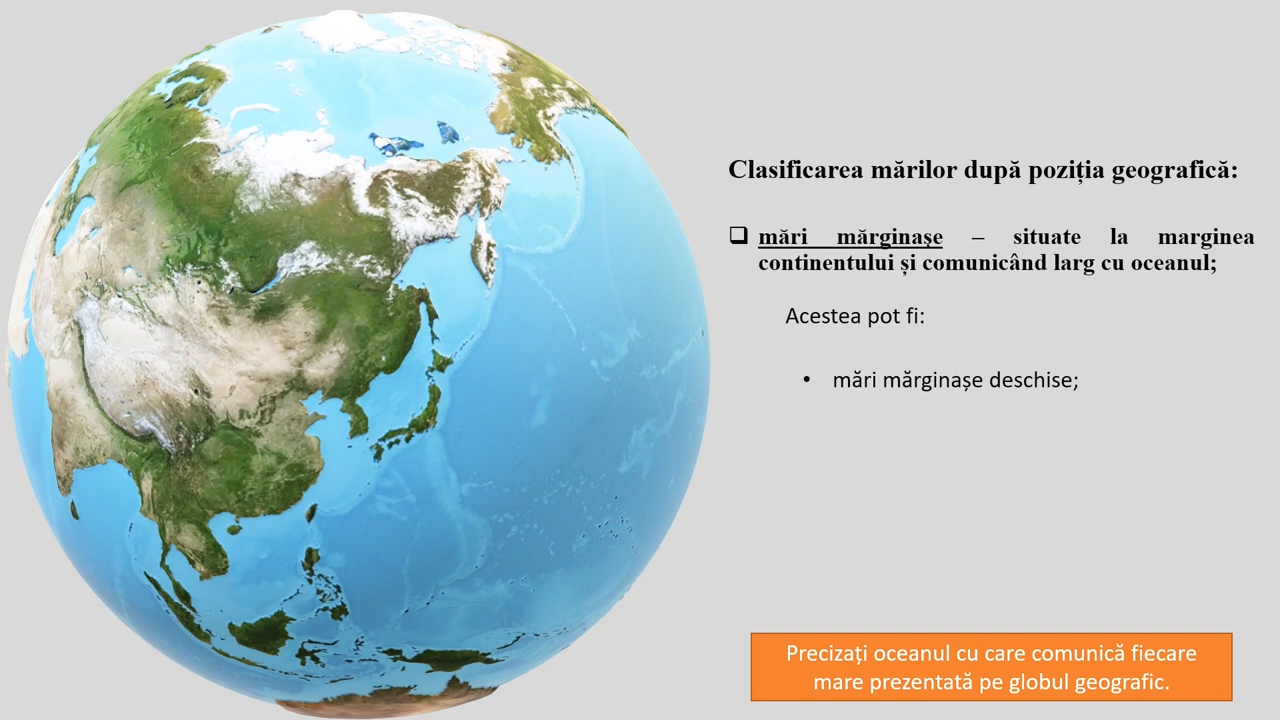 Clasificarea mărilor după poziția geografică:
❑ mări mărginașe – situate la marginea
continentului și comunicând larg cu oceanul;
Acestea pot fi:
• mări mărginașe deschise;
Precizați oceanul cu care comunică fiecare
mare prezentată pe globul geografic.